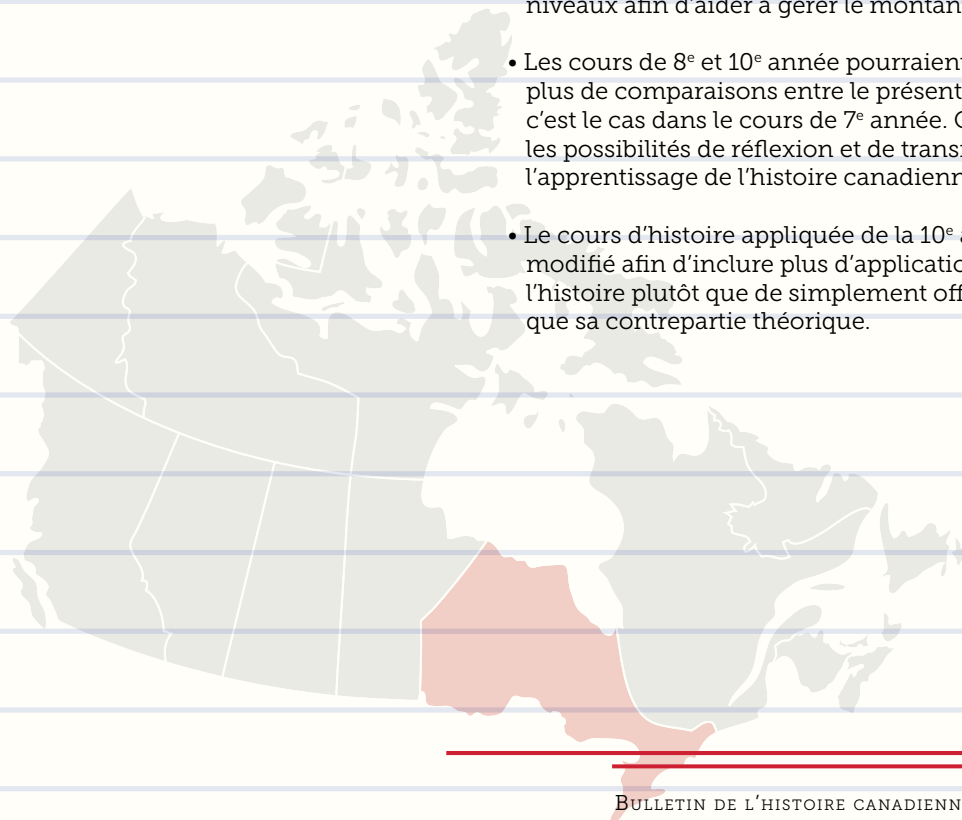 niveaux afin d'aider à gérer le montan
• Les cours de 8e et 10e année pourraient
plus de comparaisons entre le présent
c'est le cas dans le cours de 7e année.
les possibilités de réflexion et de
l'apprentissage de l'histoire canadienn
• Le cours d'histoire appliquée de la 10e
modifié afin d'inclure plus d'applicatio
l'histoire plutôt que de simplement off
que sa contrepartie théorique.
Bulletin de l'histoire canadienn